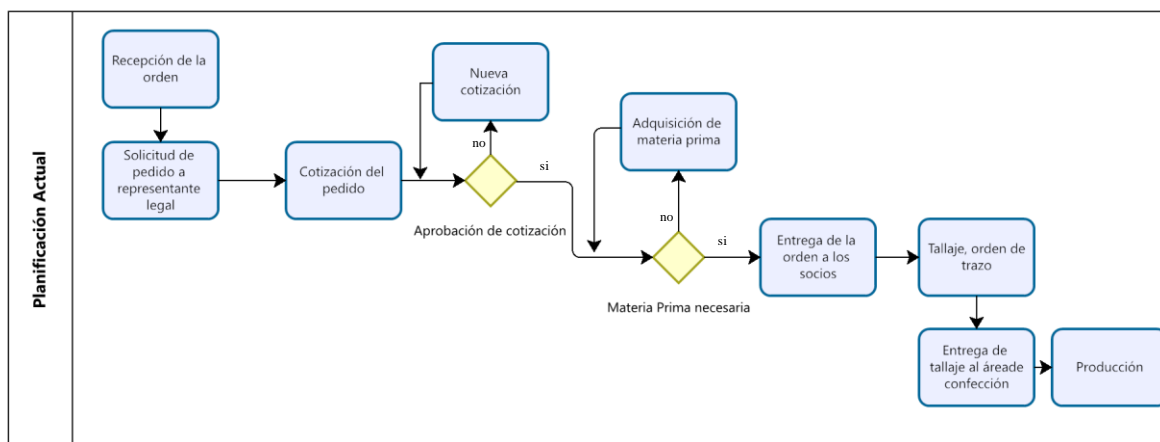 Planificación Actual
Recepción de la
orden
Solicitud de
pedido a
representante
legal
Cotización del
pedido
Nueva
cotización
no
si
Aprobación de cotización
Adquisición de
materia prima
no
si
Materia Prima necesaria
Entrega de la
orden a los
socios
Tallaje, orden de
trazo
Entrega de
tallaje al áreade
confección
Producción